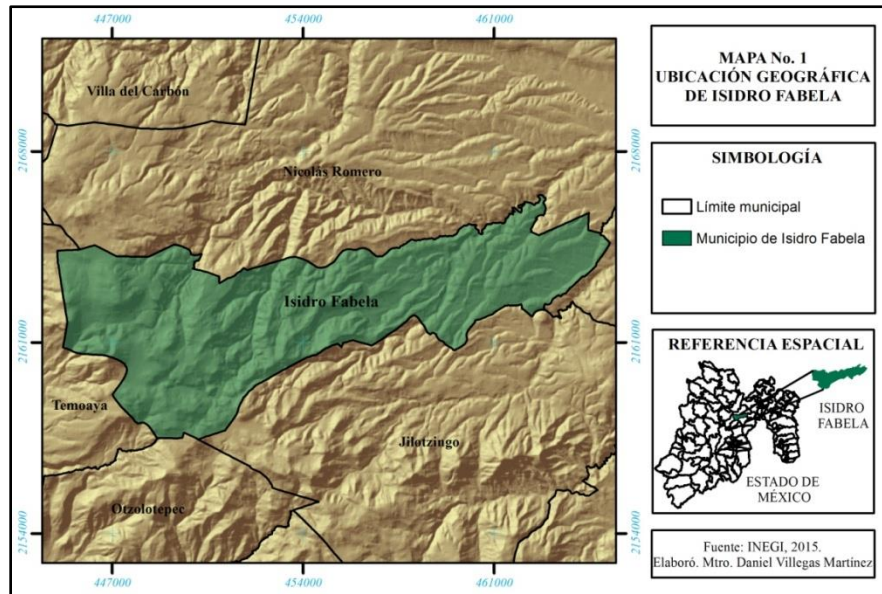 447000
454000
461000
2168000
2161000
2154000
Villa del Carbón
Nicolás Romero
Isidro Fabela
Temoaya
Jilotzingo
Otzolotepec
2168000
2161000
2154000
447000
454000
461000
MAPA No. 1
UBICACIÓN GEOGRÁFICA
DE ISIDRO FABELA
SIMBOLOGÍA
Límite municipal
Municipio de Isidro Fabela
REFERENCIA ESPACIAL
ISIDRO
FABELA
ESTADO DE
MÉXICO
Fuente: INEGI, 2015.
Elaboró. Mtro. Daniel Villegas Martínez